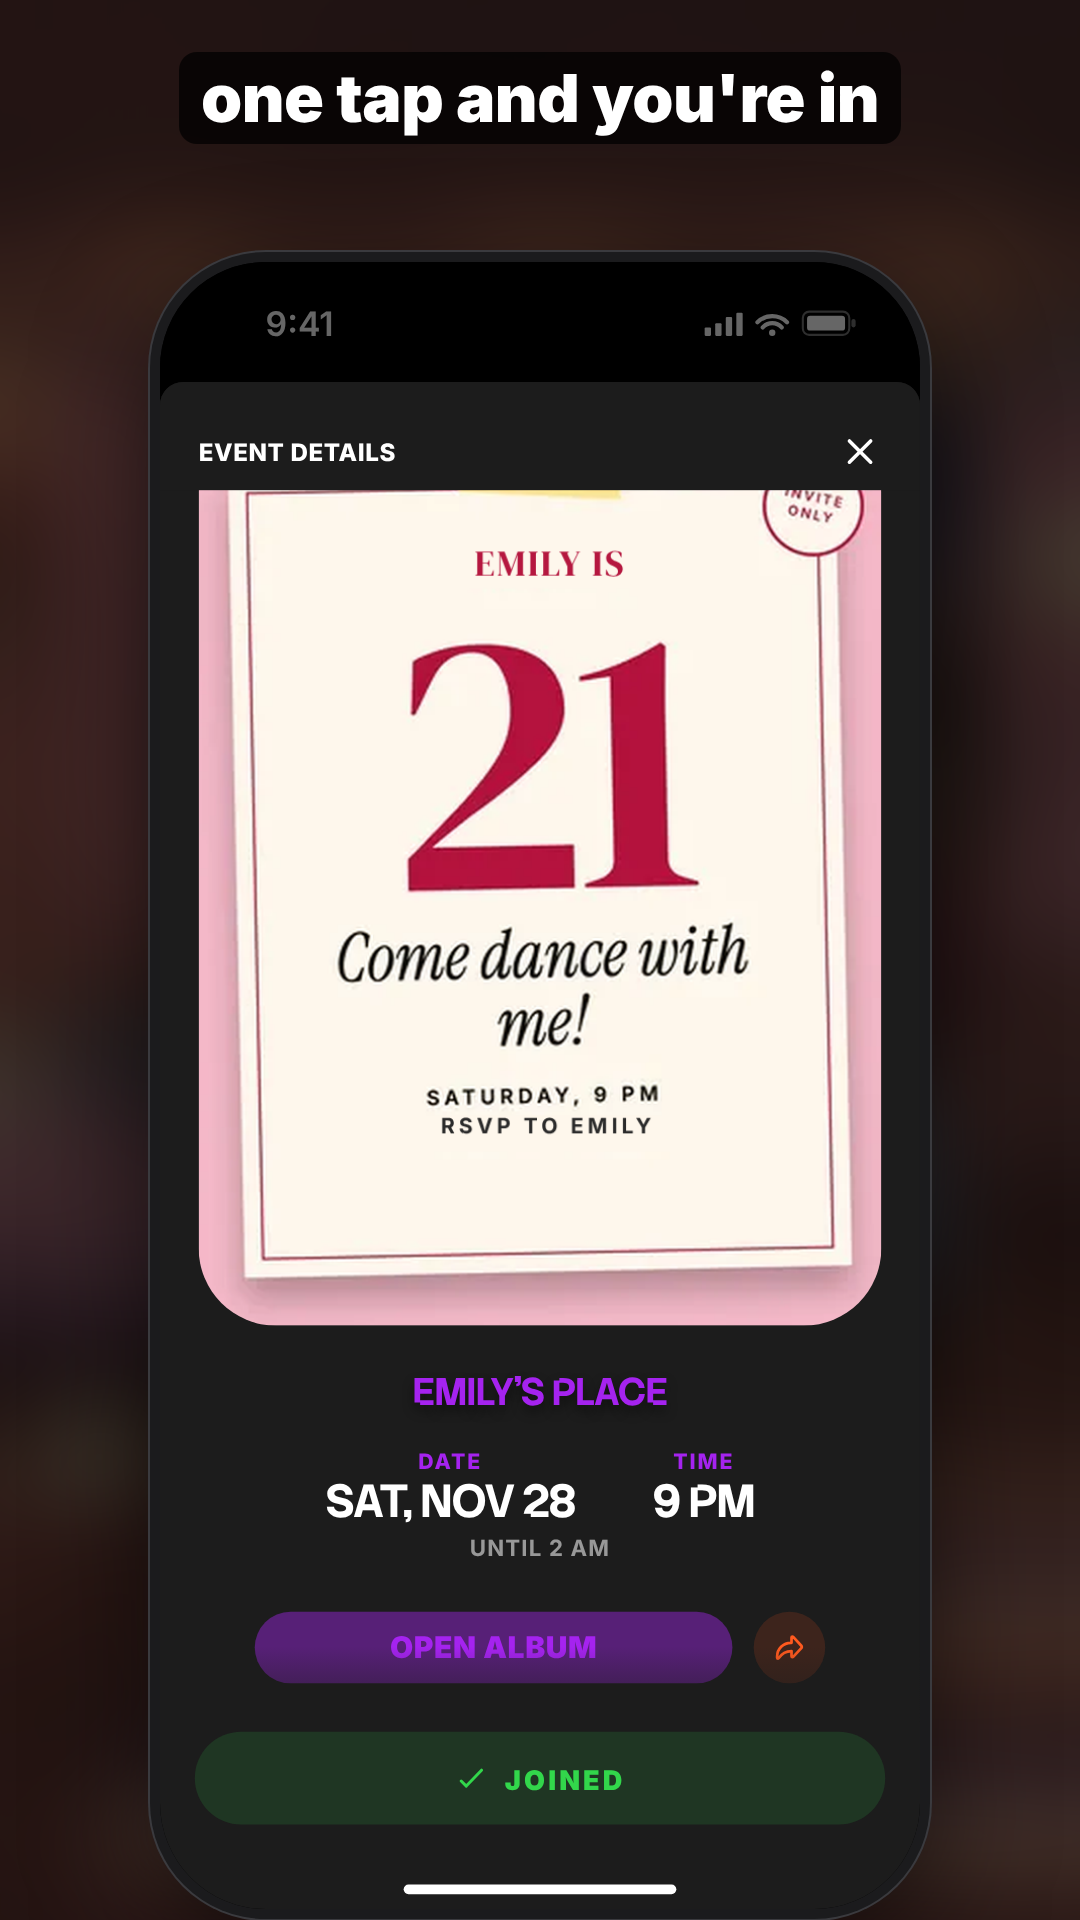 one tap and you're in
9:41
EVENT DETAILS
INVITE
ONLY
EMILY IS
21
Come dance with
me!
SATURDAY, 9 PM
RSVP TO EMILY
EMILY’S PLACE
DATE
TIME
SAT, NOV 28
9 PM
UNTIL 2 AM
OPEN ALBUM
JOINED